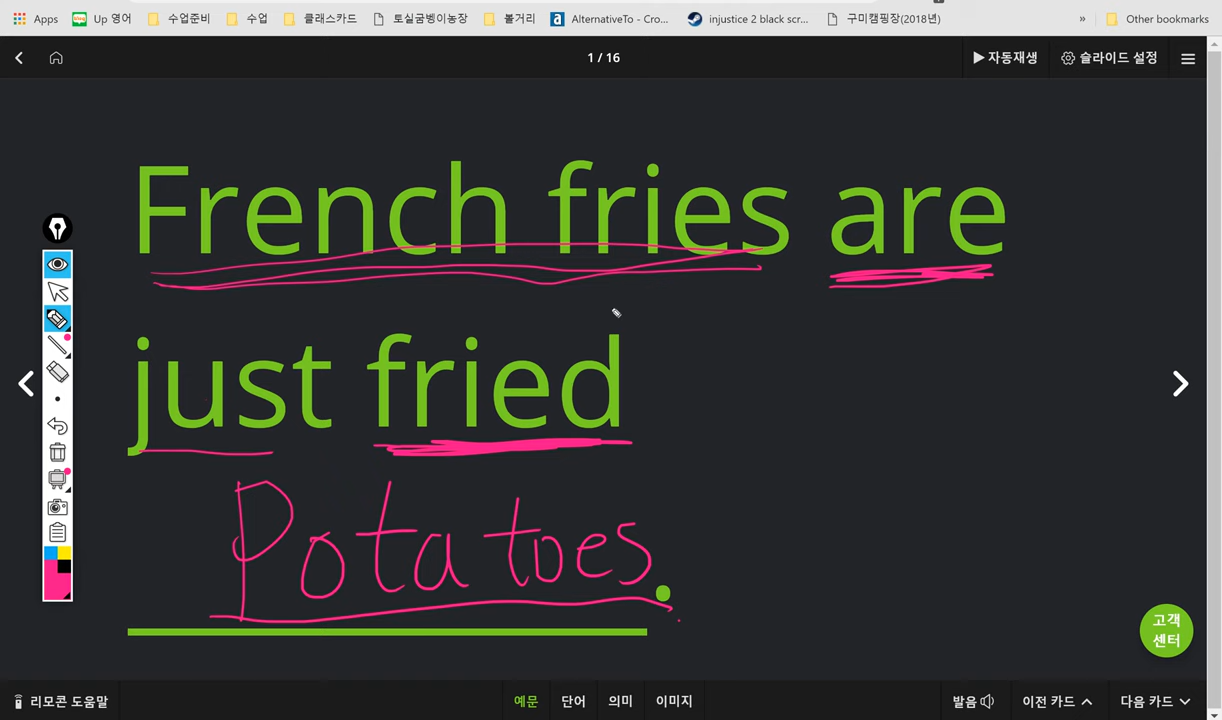 Apps Up 영어 수업준비 수업 클래스카드 토실굼벵이농장 볼거리 AlternativeTo - Cro... injustice 2 black scr... 구미캠핑장(2018년) » Other bookmarks
1 / 16 자동재생 슬라이드 설정
French fries are
just fried
Potatoes.
고객
센터
리모콘 도움말 예문 단어 의미 이미지 발음 이전 카드 다음 카드